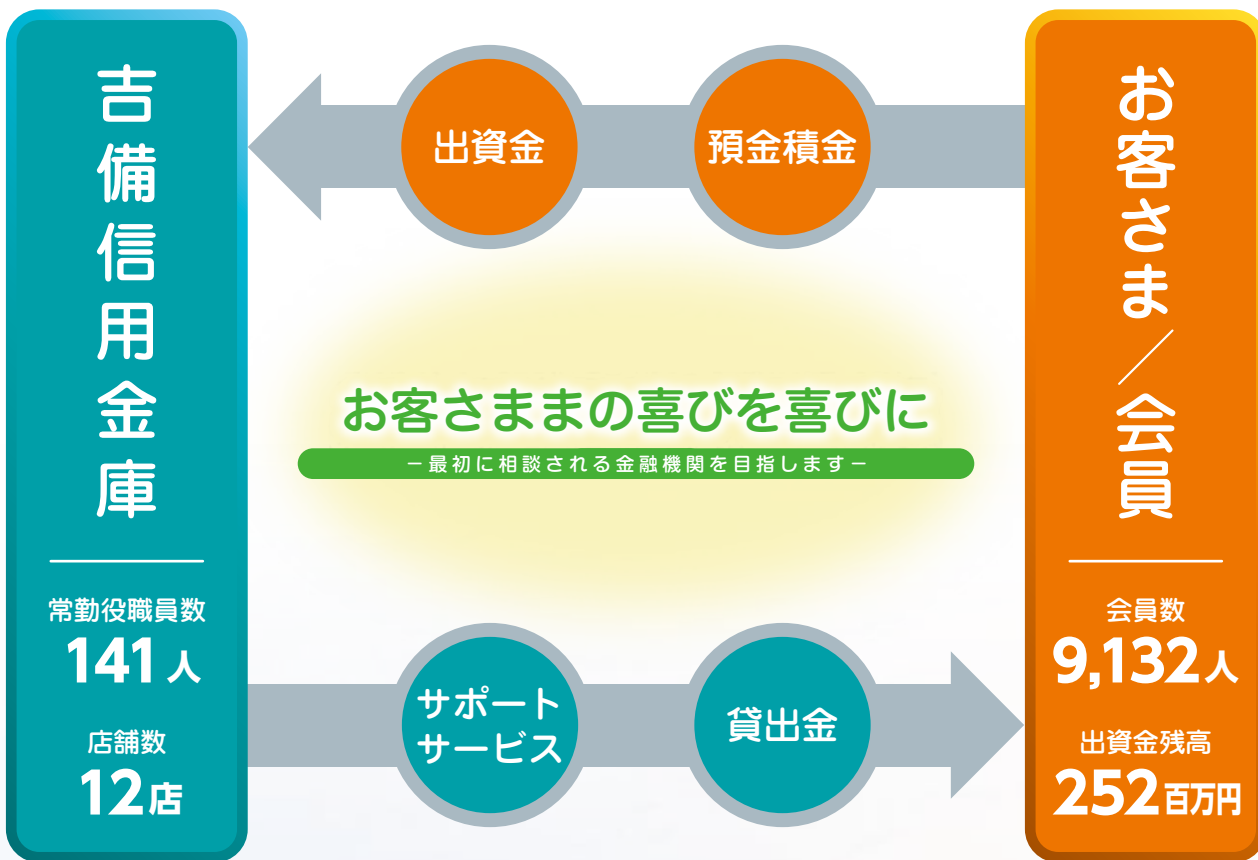 吉備信用金庫
常勤役職員数
141人
店舗数
12店
出資金
預金積金
お客さままの喜びを喜びに
－最初に相談される金融機関を目指します－
サポート
サービス
貸出金
お客さま／会員
会員数
9,132人
出資金残高
252百万円